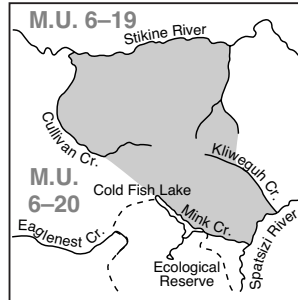 M.U. 6–19
Stikine River
Cullivan Cr.
Kliweguh Cr.
M.U.
6–20
Cold Fish Lake
Mink Cr.
Eaglenest Cr.
Spatsizi River
Ecological
Reserve